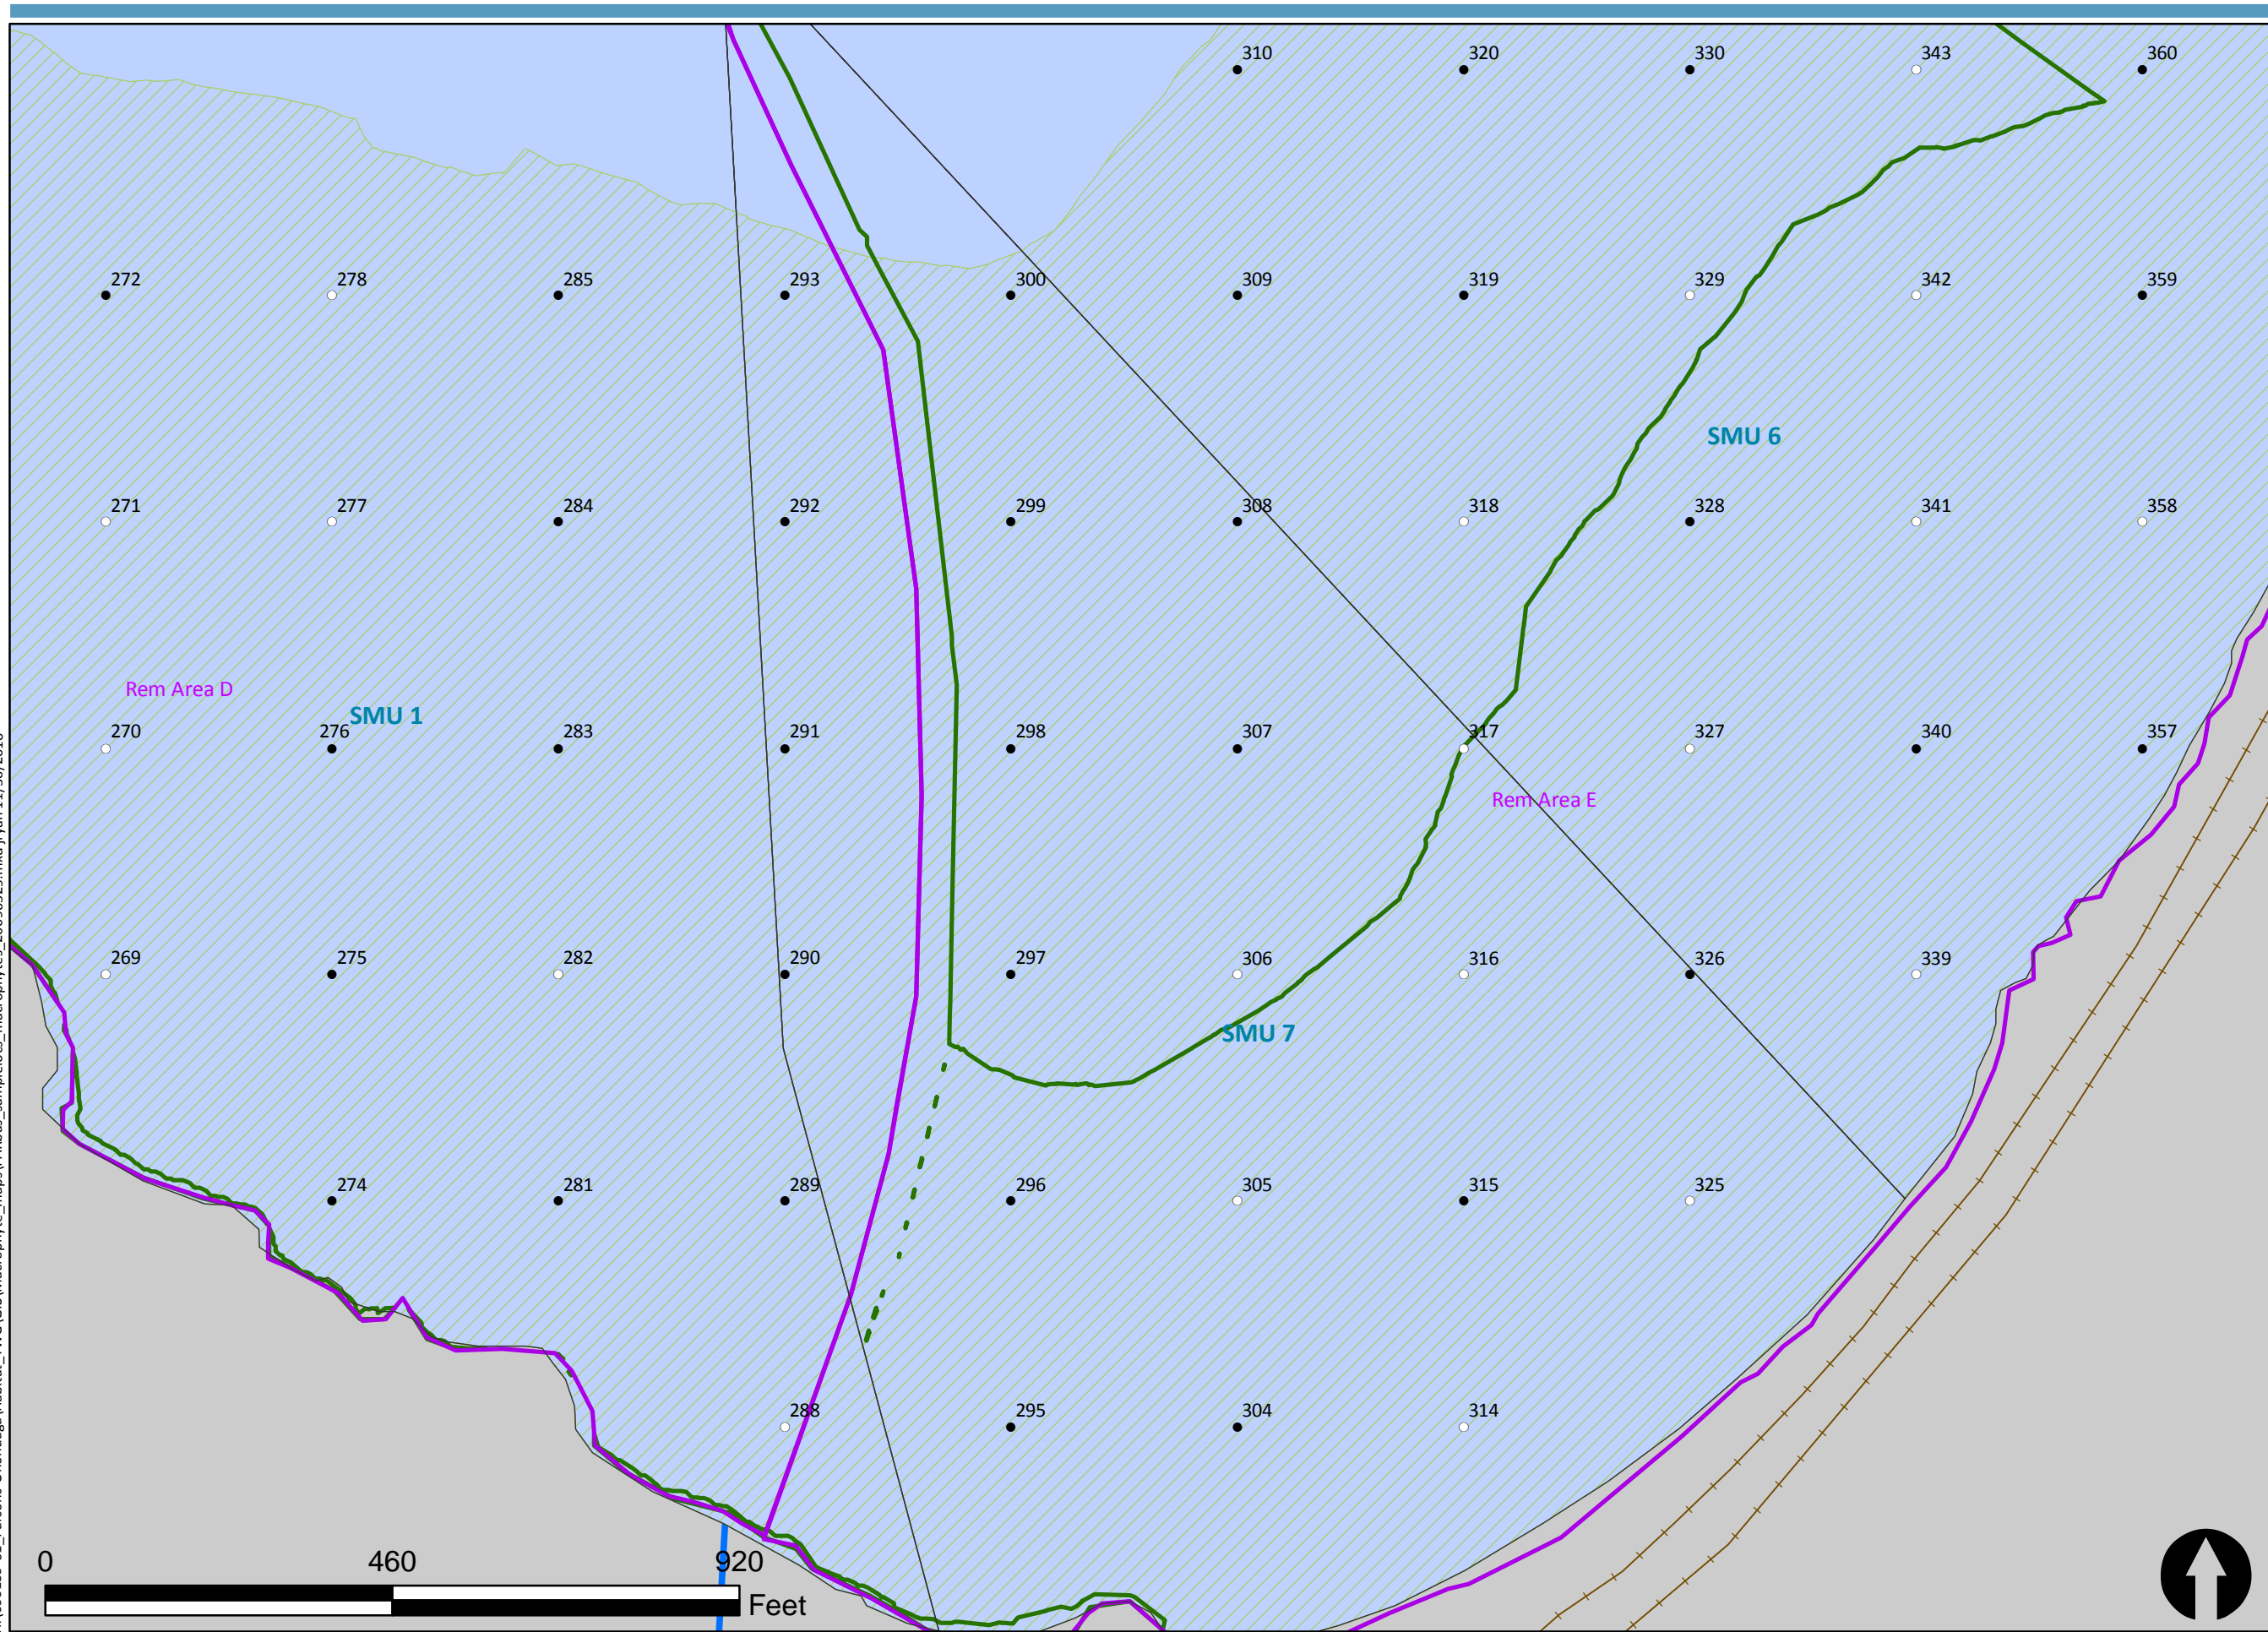 310 320 330 343 360
272 278 285 293 300 309 319 329 342 359
SMU 6
271 277 284 292 299 308 318 328 341 358
Rem Area D
SMU 1
270 276 283 291 298 307 317 327 340 357
Rem Area E
269 275 282 290 297 306 316 326 339
SMU 7
274 281 289 296 305 315 325
288 295 304 314
0 460 920
Feet